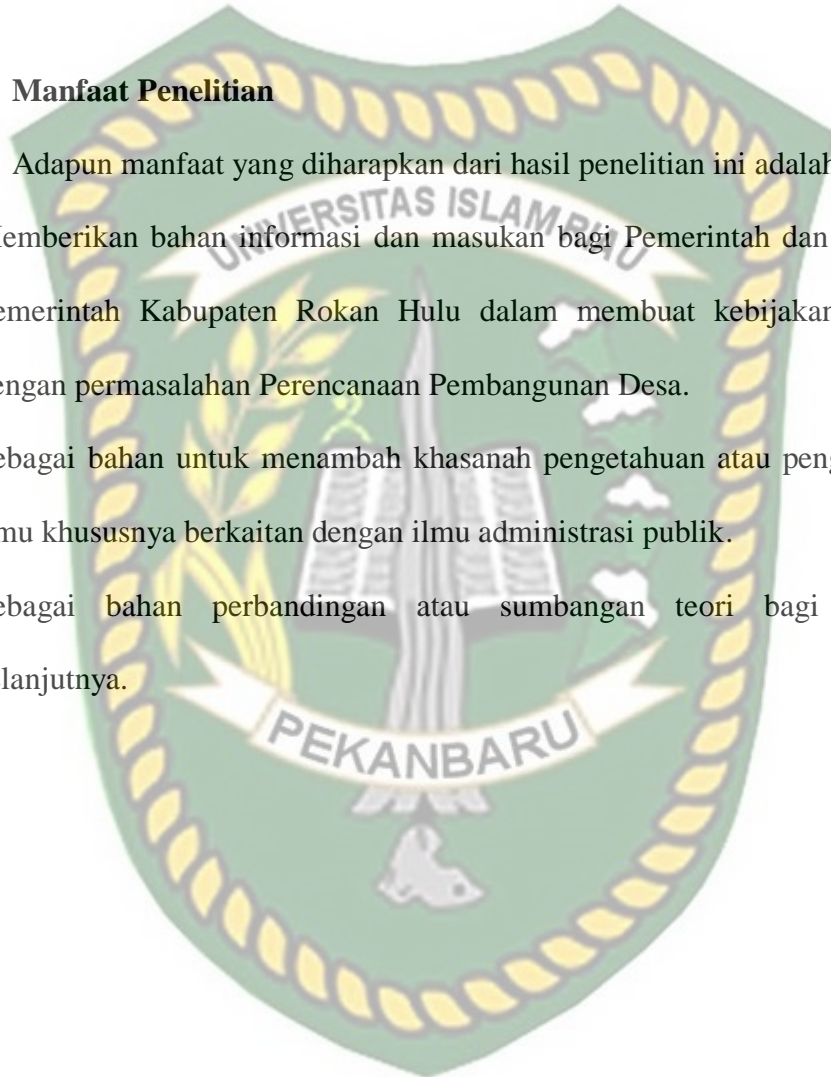 Manfaat Penelitian
Adapun manfaat yang diharapkan dari hasil penelitian ini adalah
UNIVERSITAS ISLAM RIAU
emberikan bahan informasi dan masukan bagi Pemerintah dan
emerintah Kabupaten Rokan Hulu dalam membuat kebijakan
engan permasalahan Perencanaan Pembangunan Desa.
ebagai bahan untuk menambah khasanah pengetahuan atau peng
mu khususnya berkaitan dengan ilmu administrasi publik.
ebagai bahan perbandingan atau sumbangan teori bagi
lanjutnya.
PEKANBARU